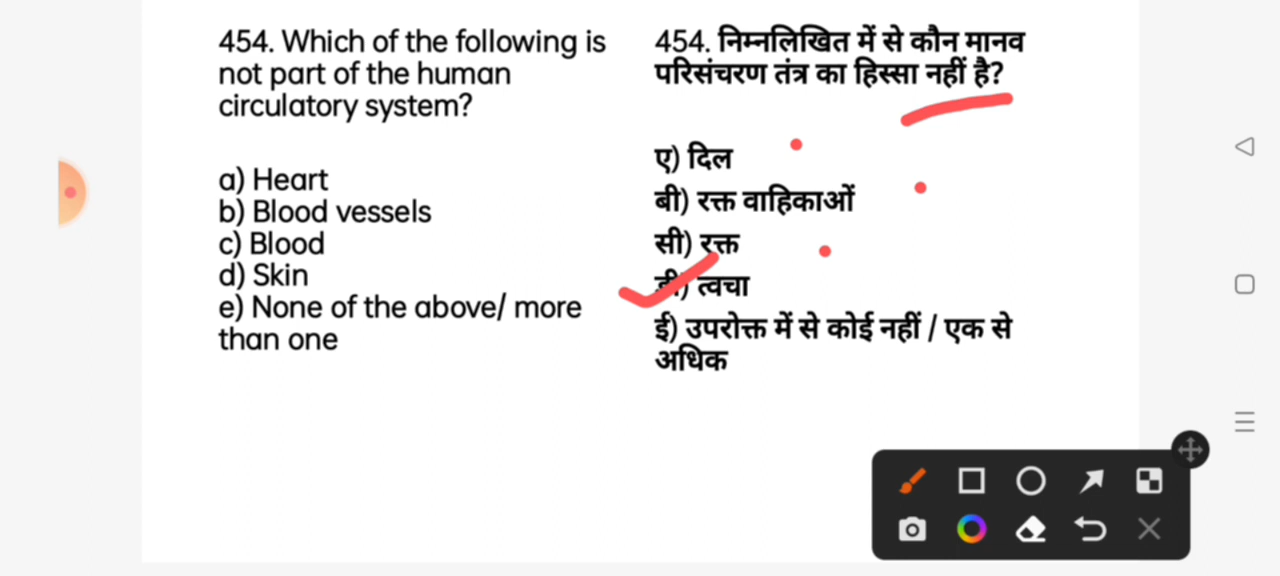 454. Which of the following is
not part of the human
circulatory system?
a) Heart
b) Blood vessels
c) Blood
d) Skin
e) None of the above/ more
than one
454. निम्नलिखित में से कौन मानव
परिसंचरण तंत्र का हिस्सा नहीं है?
ए) दिल
बी) रक्त वाहिकाओं
सी) रक्त
डी) त्वचा
ई) उपरोक्त में से कोई नहीं / एक से
अधिक